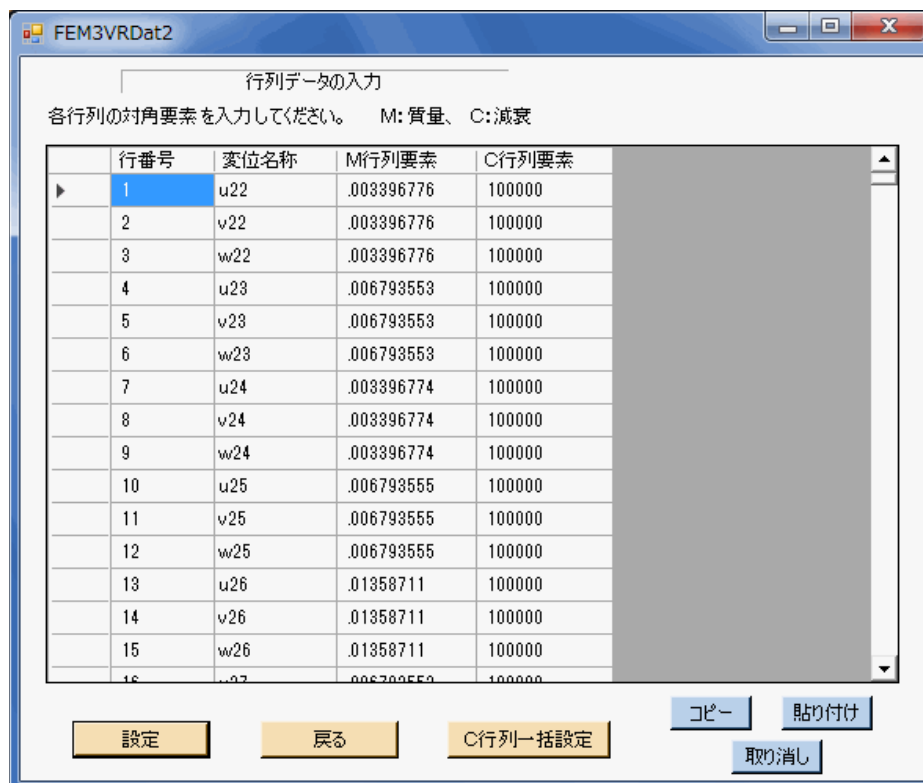 FEM3VRDat2
行列データの入力
各行列の対角要素を入力してください。 M:質量、 C:減衰
行番号 変位名称 M行列要素 C行列要素
1 u22 .003396776 100000
2 v22 .003396776 100000
3 w22 .003396776 100000
4 u23 .006793553 100000
5 v23 .006793553 100000
6 w23 .006793553 100000
7 u24 .003396774 100000
8 v24 .003396774 100000
9 w24 .003396774 100000
10 u25 .006793555 100000
11 v25 .006793555 100000
12 w25 .006793555 100000
13 u26 .01358711 100000
14 v26 .01358711 100000
15 w26 .01358711 100000
設定 戻る C行列一括設定 コピー 貼り付け
取り消し